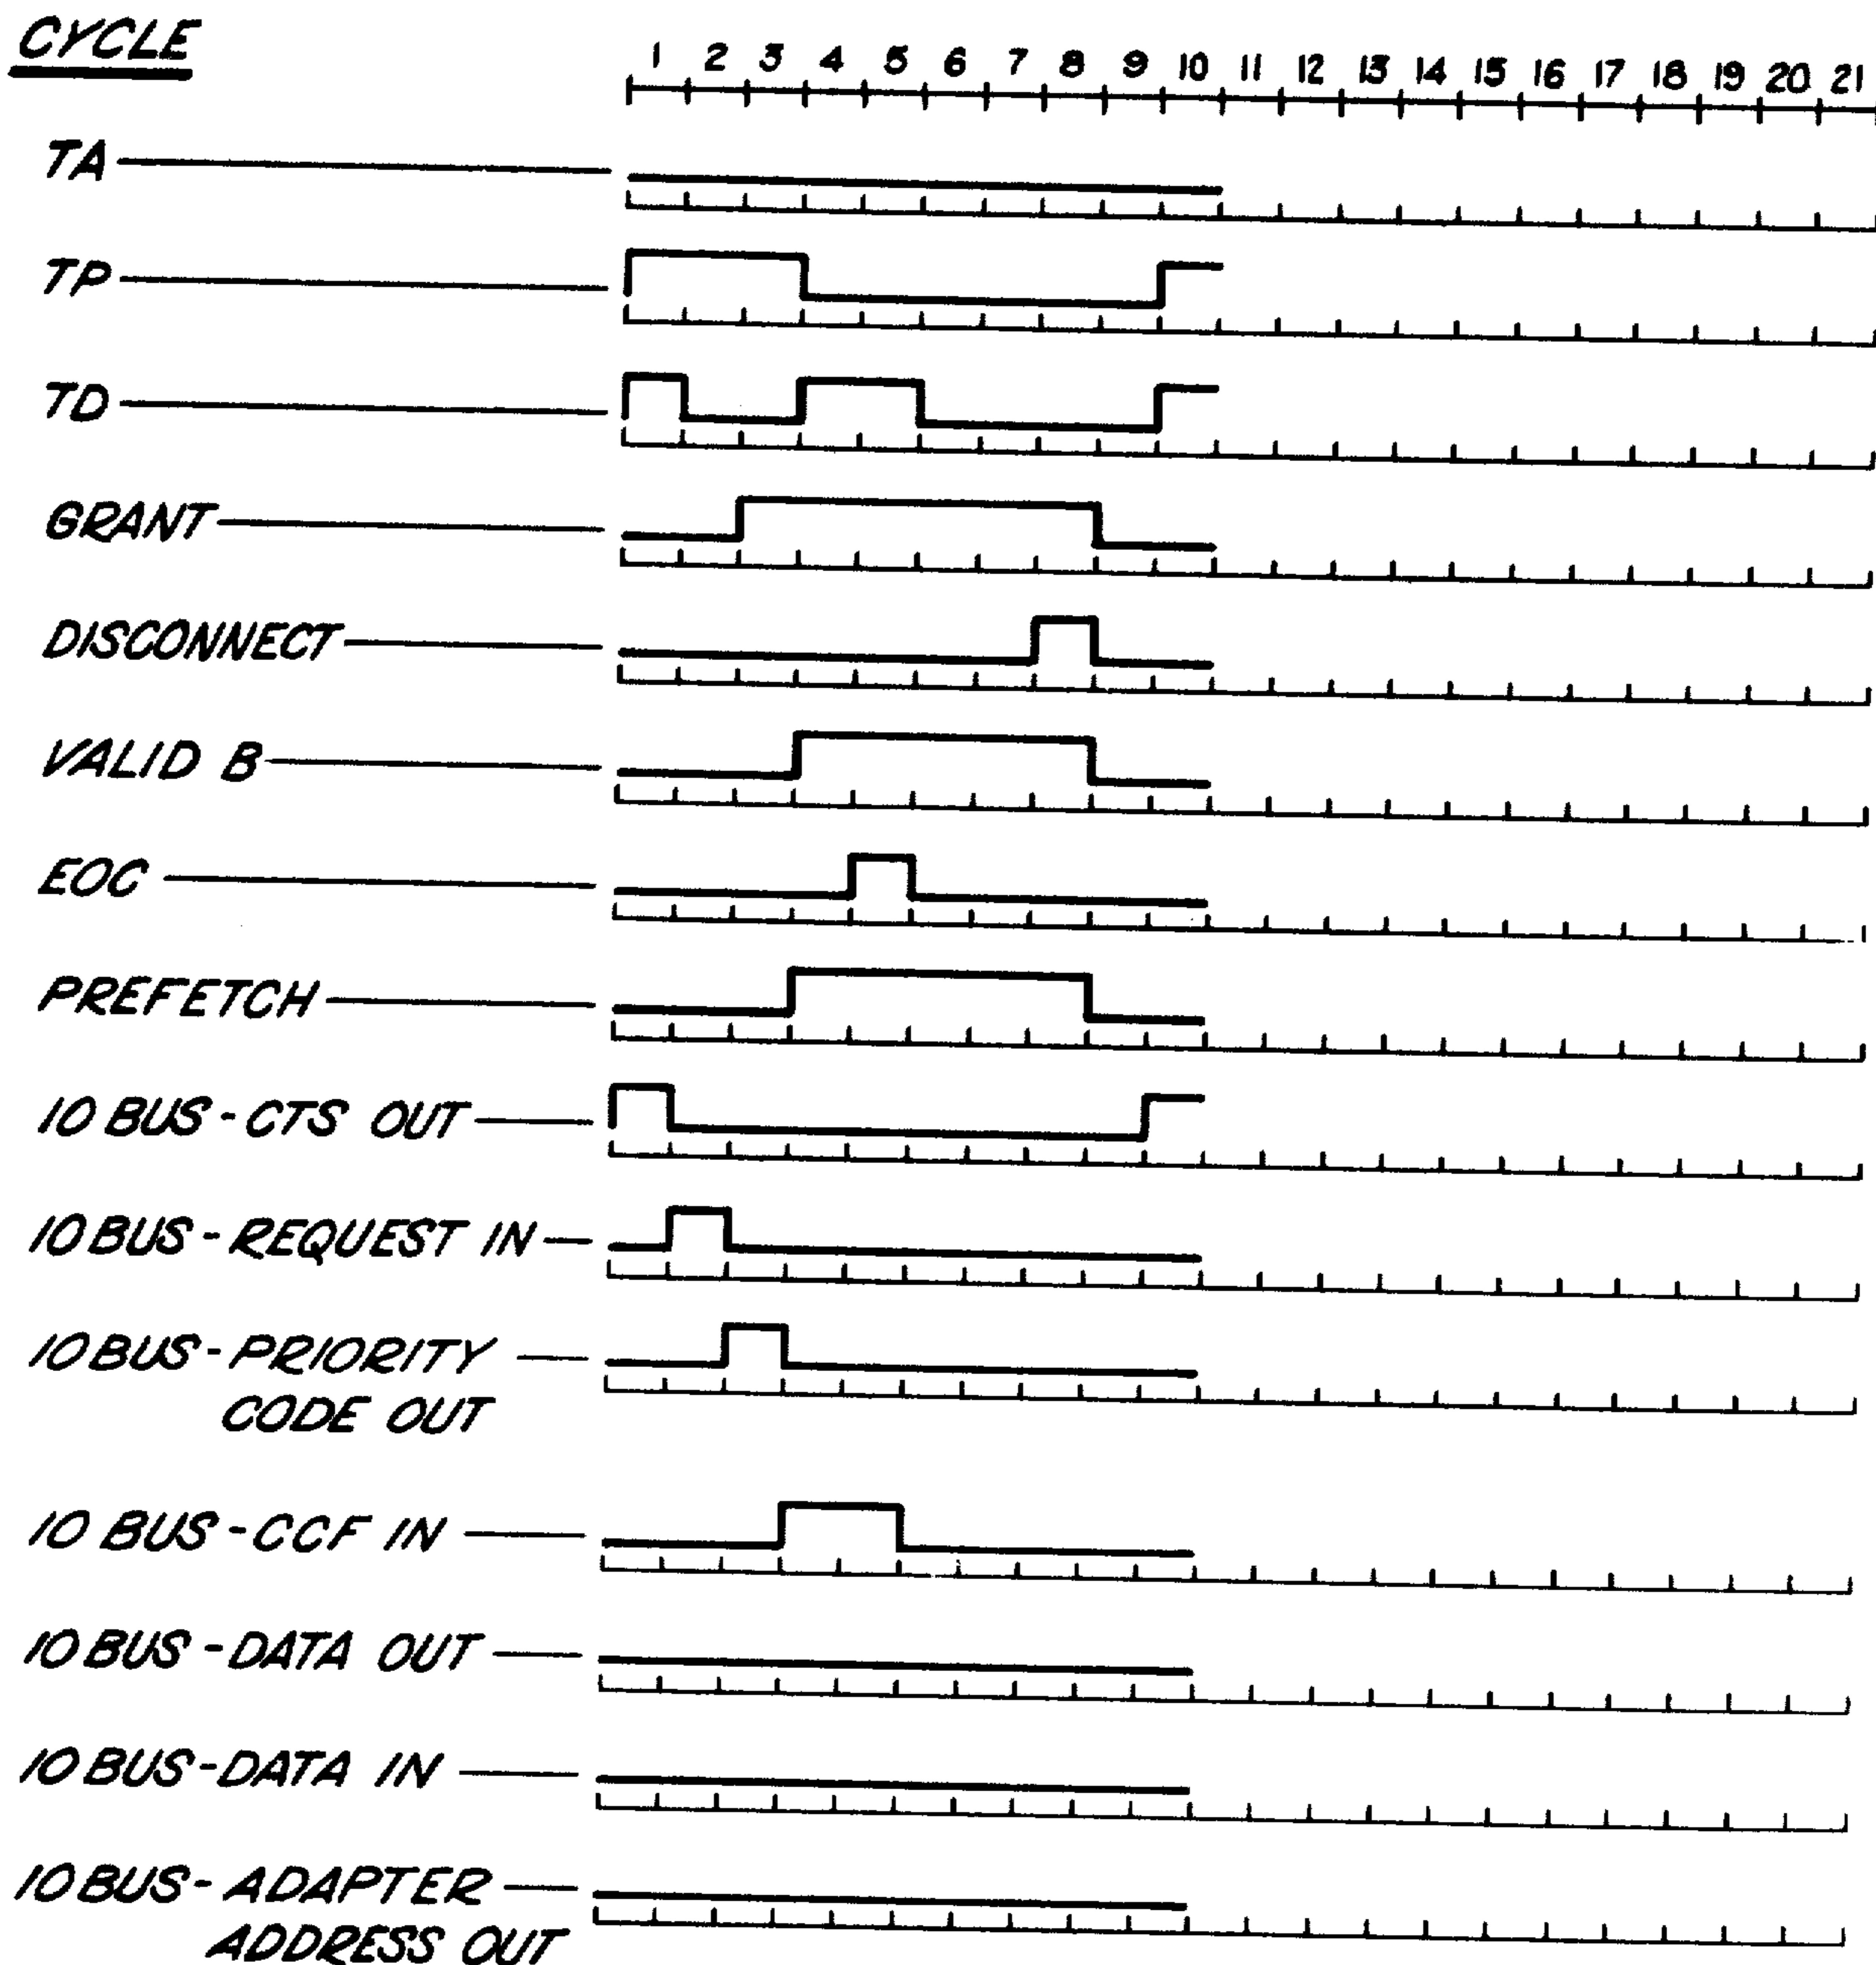 CYCLE
1 2 3 4 5 6 7 8 9 10 11 12 13 14 15 16 17 18 19 20 21
TA
TP
TD
GRANT
DISCONNECT
VALID B
EOC
PREFETCH
IO BUS-CTS OUT
IO BUS-REQUEST IN
IO BUS-PRIORITY
CODE OUT
IO BUS-CCF IN
IO BUS-DATA OUT
IO BUS-DATA IN
IO BUS-ADAPTER
ADDRESS OUT